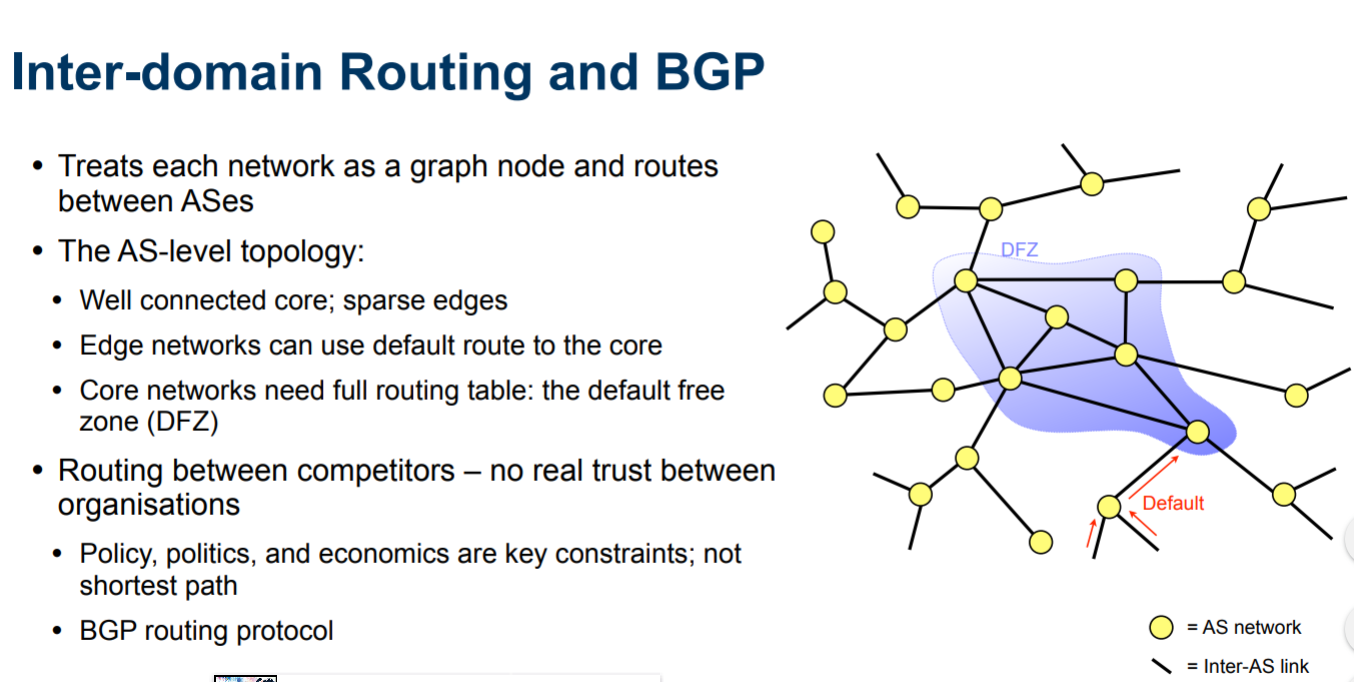 Inter-domain Routing and BGP
• Treats each network as a graph node and routes
between ASes
• The AS-level topology:
• Well connected core; sparse edges
• Edge networks can use default route to the core
• Core networks need full routing table: the default free
zone (DFZ)
• Routing between competitors – no real trust between
organisations
• Policy, politics, and economics are key constraints; not
shortest path
• BGP routing protocol
DFZ
Default
= AS network
= Inter-AS link